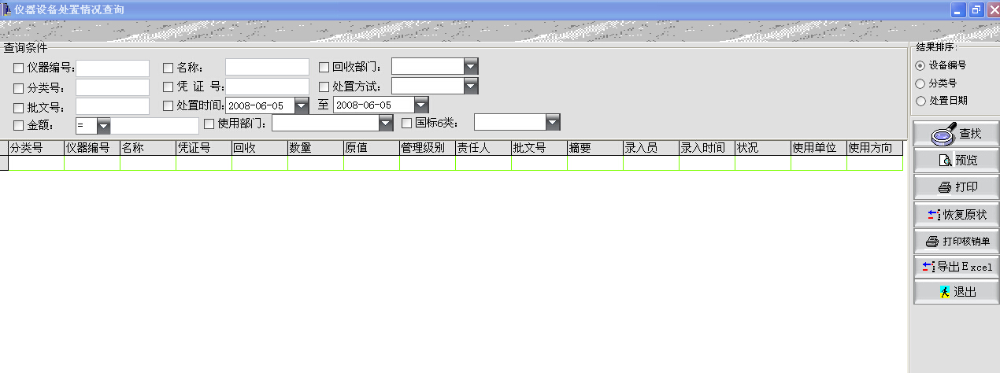 仪器设备处置情况查询
查询条件
仪器编号: 名称: 回收部门:
分类号: 凭 证 号: 处置方试:
批文号: 处置时间: 2008-06-05 至 2008-06-05
金额: = 使用部门: 国标6类:
结果排序:
设备编号
分类号
处置日期
分类号 仪器编号 名称 凭证号 回收 数量 原值 管理级别 责任人 批文号 摘要 录入员 录入时间 状况 使用单位 使用方向
查找
预览
打印
恢复原状
打印核销单
导出Excel
退出